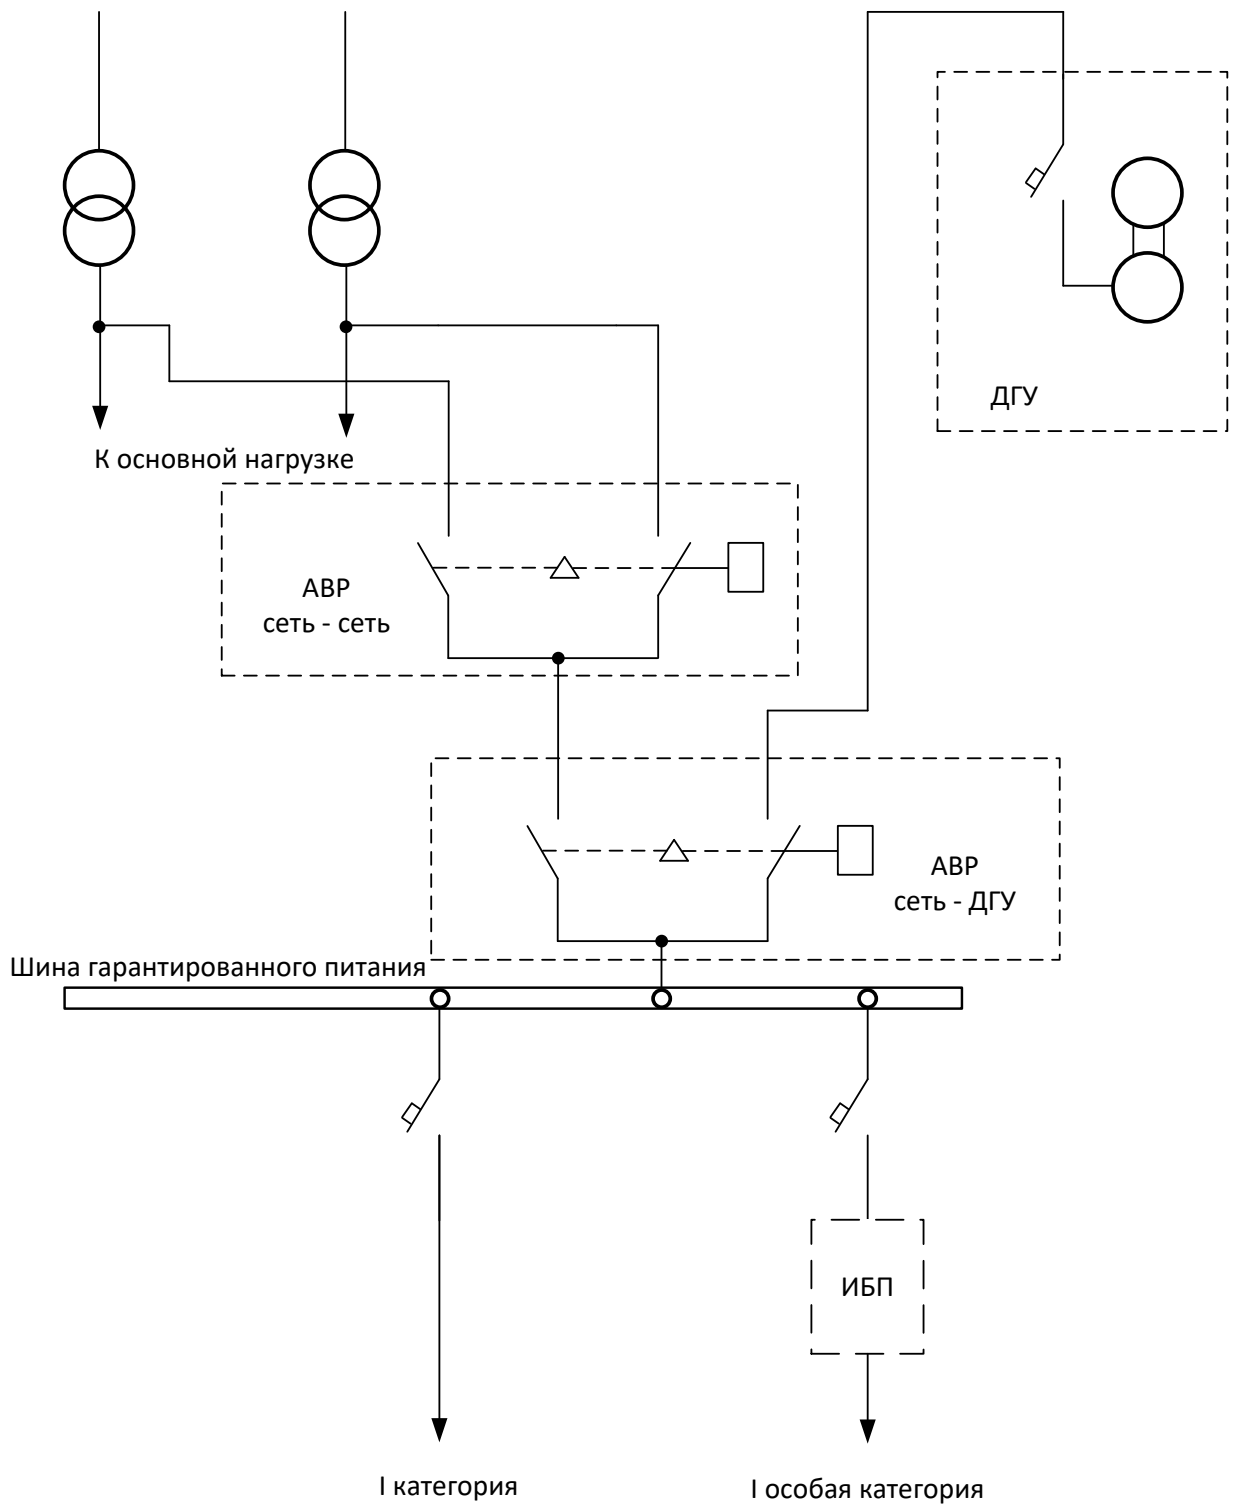 ДГУ
К основной нагрузке
АВР
сеть - сеть
АВР
сеть - ДГУ
Шина гарантированного питания
ИБП
I категория
I особая категория